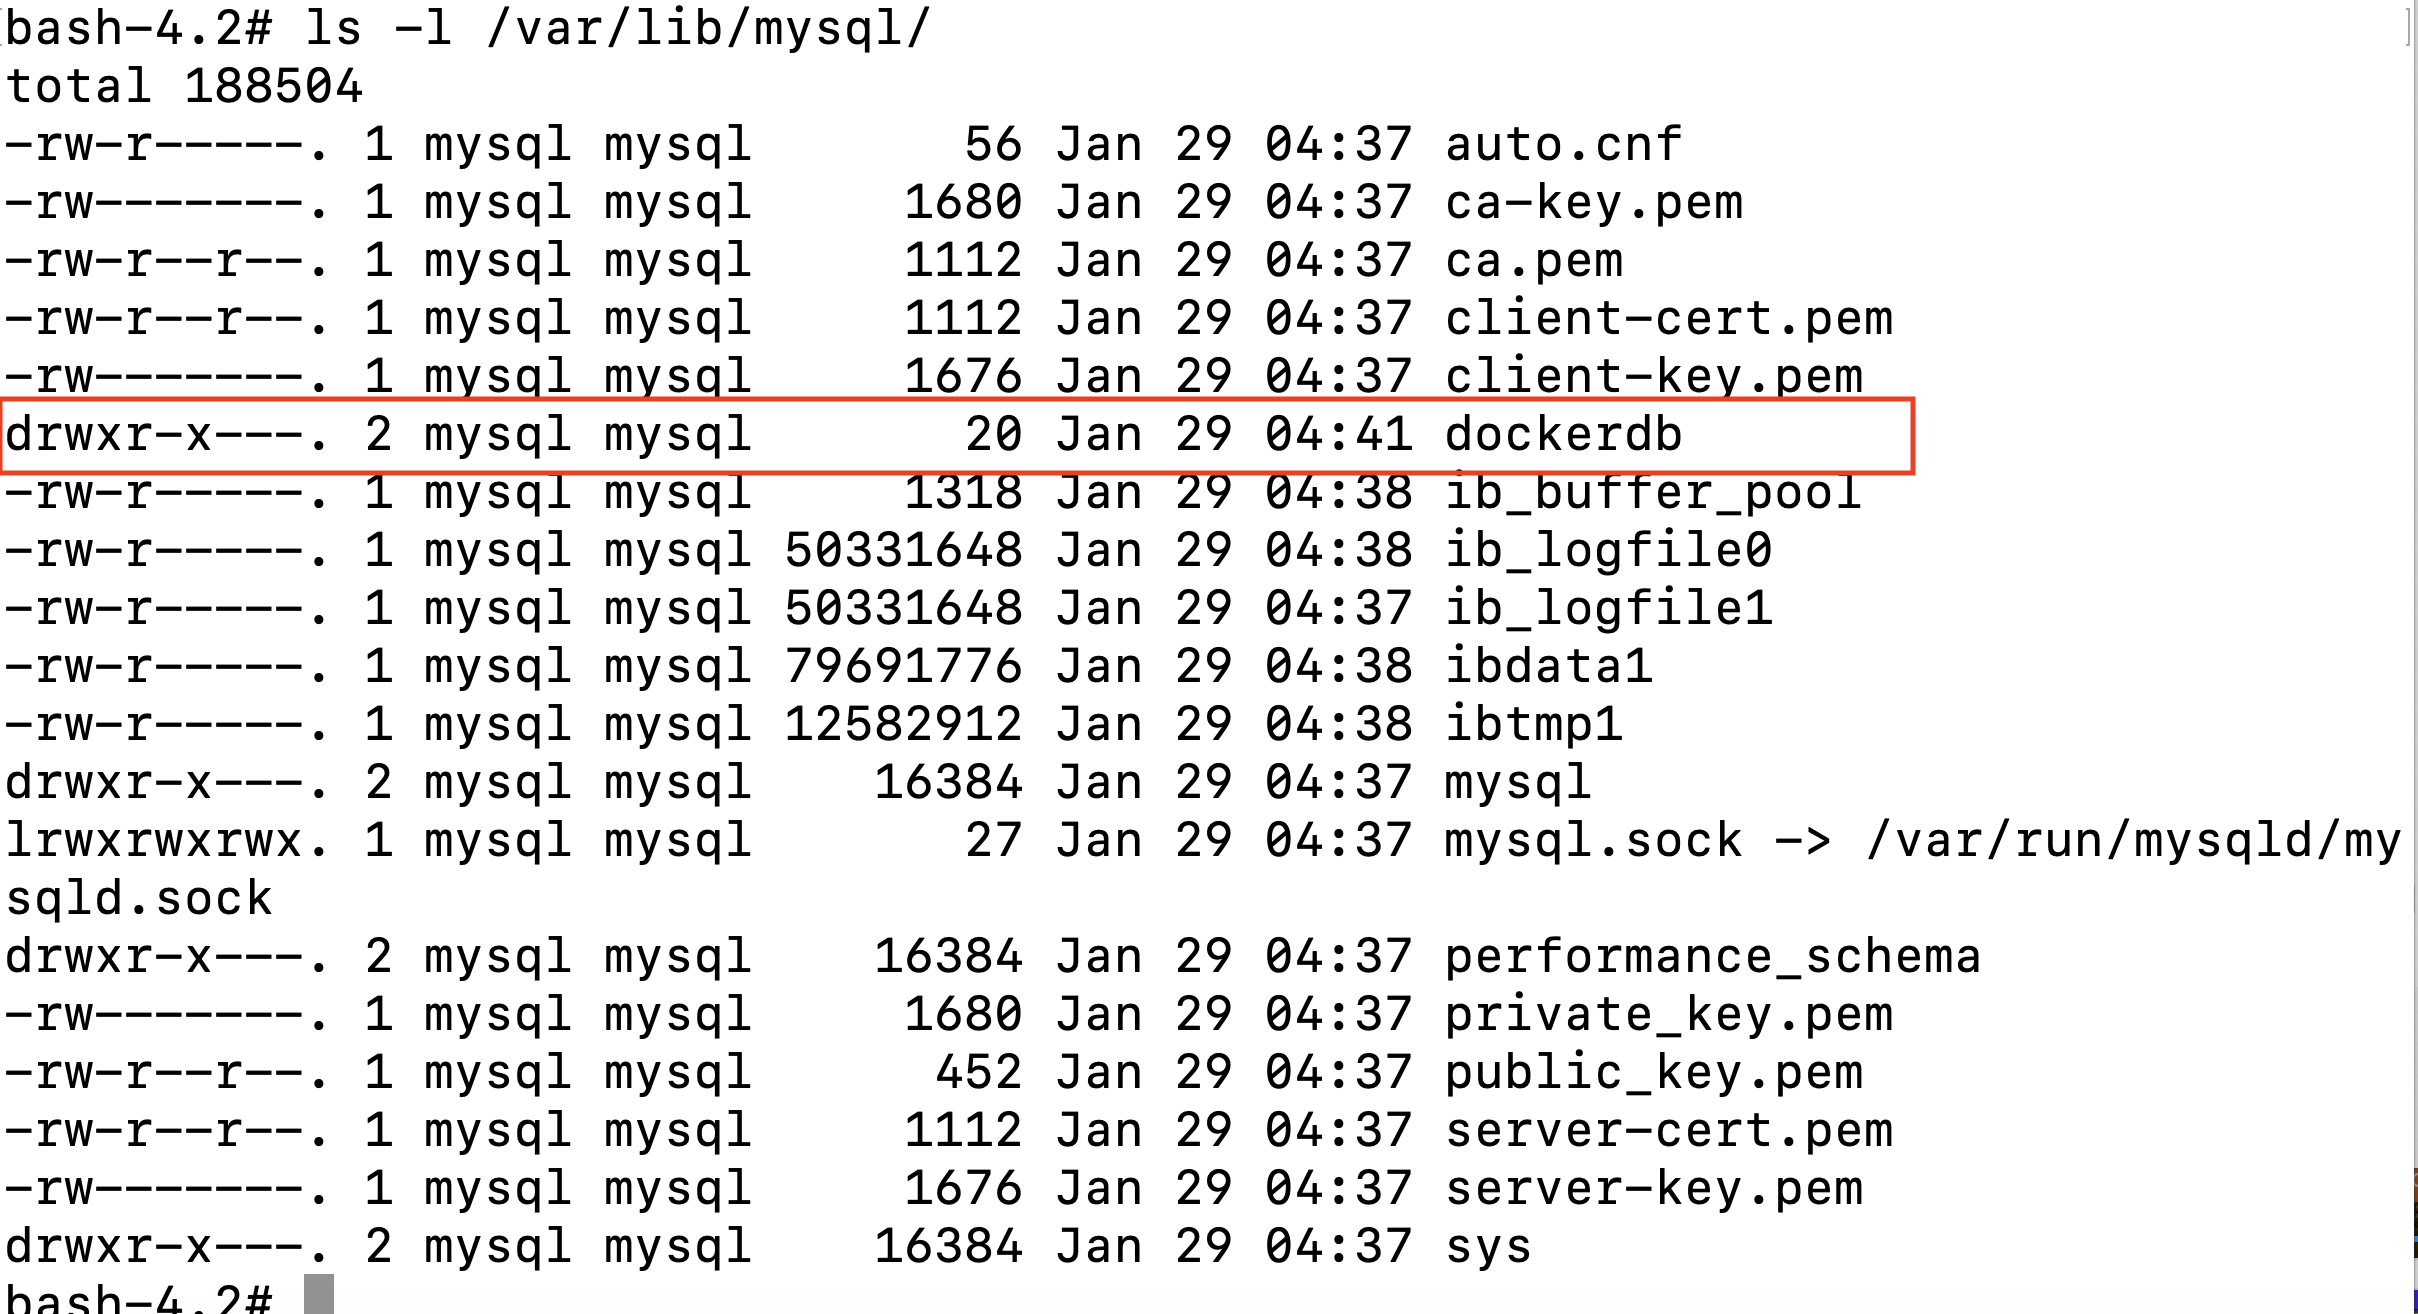 bash-4.2# ls -l /var/lib/mysql/
total 188504
-rw-r-----. 1 mysql mysql       56 Jan 29 04:37 auto.cnf
-rw-------. 1 mysql mysql     1680 Jan 29 04:37 ca-key.pem
-rw-r--r--. 1 mysql mysql     1112 Jan 29 04:37 ca.pem
-rw-r--r--. 1 mysql mysql     1112 Jan 29 04:37 client-cert.pem
-rw-------. 1 mysql mysql     1676 Jan 29 04:37 client-key.pem
drwxr-x---. 2 mysql mysql       20 Jan 29 04:41 dockerdb
-rw-r-----. 1 mysql mysql     1318 Jan 29 04:38 ib_buffer_pool
-rw-r-----. 1 mysql mysql 50331648 Jan 29 04:38 ib_logfile0
-rw-r-----. 1 mysql mysql 50331648 Jan 29 04:37 ib_logfile1
-rw-r-----. 1 mysql mysql 79691776 Jan 29 04:38 ibdata1
-rw-r-----. 1 mysql mysql 12582912 Jan 29 04:38 ibtmp1
drwxr-x---. 2 mysql mysql    16384 Jan 29 04:37 mysql
lrwxrwxrwx. 1 mysql mysql       27 Jan 29 04:37 mysql.sock -> /var/run/mysqld/my
sqld.sock
drwxr-x---. 2 mysql mysql    16384 Jan 29 04:37 performance_schema
-rw-------. 1 mysql mysql     1680 Jan 29 04:37 private_key.pem
-rw-r--r--. 1 mysql mysql      452 Jan 29 04:37 public_key.pem
-rw-r--r--. 1 mysql mysql     1112 Jan 29 04:37 server-cert.pem
-rw-------. 1 mysql mysql     1676 Jan 29 04:37 server-key.pem
drwxr-x---. 2 mysql mysql    16384 Jan 29 04:37 sys
bash-4.2#